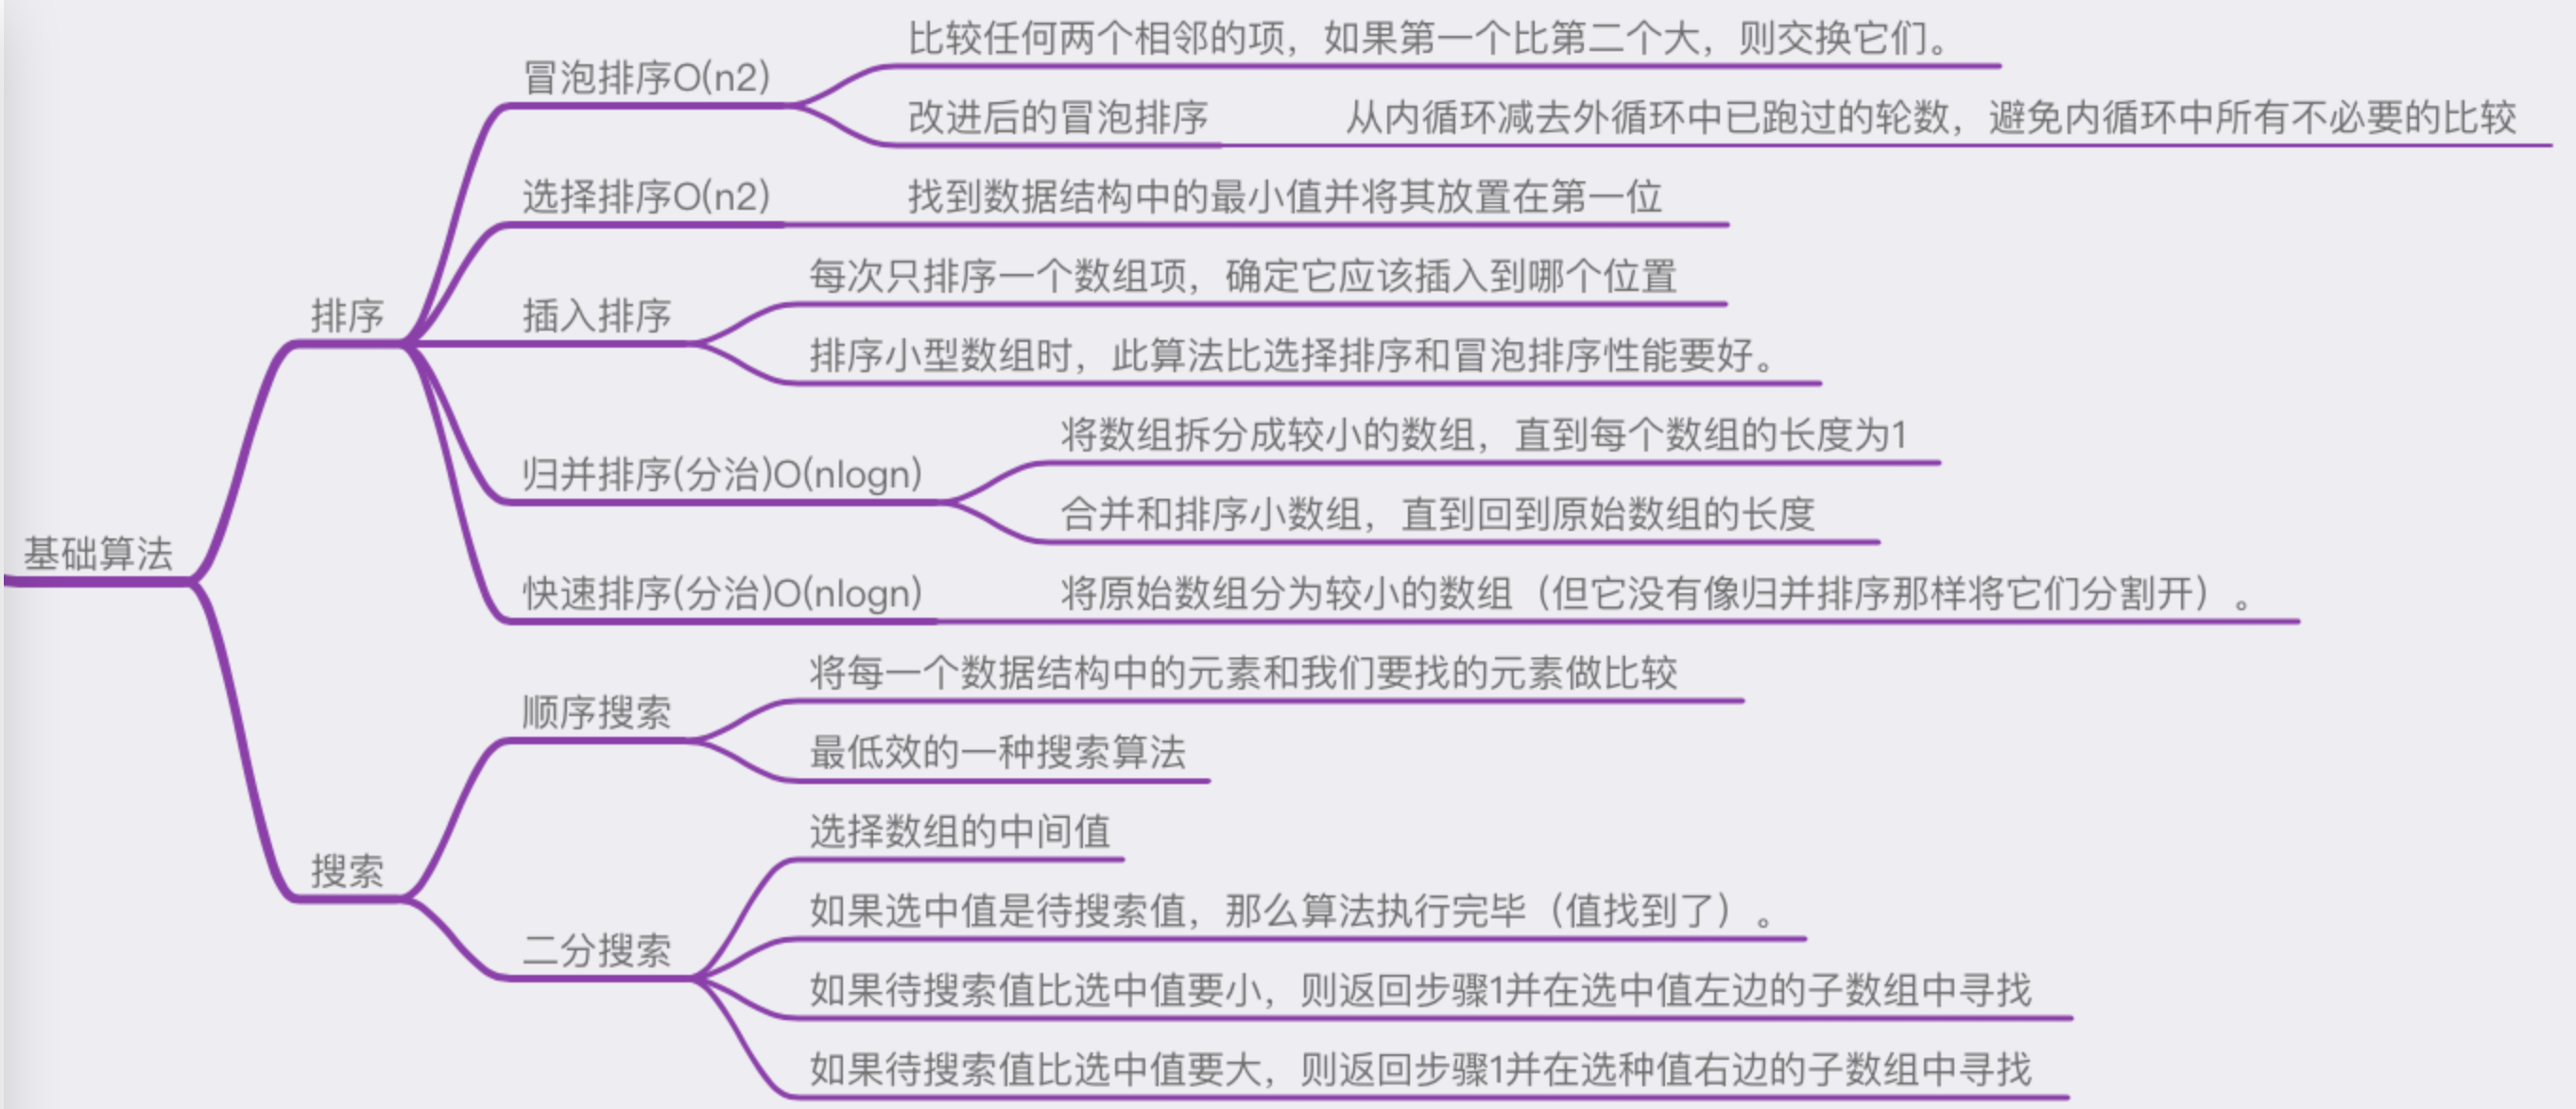 基础算法
排序
冒泡排序O(n2)
比较任何两个相邻的项，如果第一个比第二个大，则交换它们。
改进后的冒泡排序
从内循环减去外循环中已跑过的轮数，避免内循环中所有不必要的比较
选择排序O(n2)
找到数据结构中的最小值并将其放置在第一位
插入排序
每次只排序一个数组项，确定它应该插入到哪个位置
排序小型数组时，此算法比选择排序和冒泡排序性能要好。
归并排序(分治)O(nlogn)
将数组拆分成较小的数组，直到每个数组的长度为1
合并和排序小数组，直到回到原始数组的长度
快速排序(分治)O(nlogn)
将原始数组分为较小的数组（但它没有像归并排序那样将它们分割开）。
搜索
顺序搜索
将每一个数据结构中的元素和我们要找的元素做比较
最低效的一种搜索算法
二分搜索
选择数组的中间值
如果选中值是待搜索值，那么算法执行完毕（值找到了）。
如果待搜索值比选中值要小，则返回步骤1并在选中值左边的子数组中寻找
如果待搜索值比选中值要大，则返回步骤1并在选种值右边的子数组中寻找